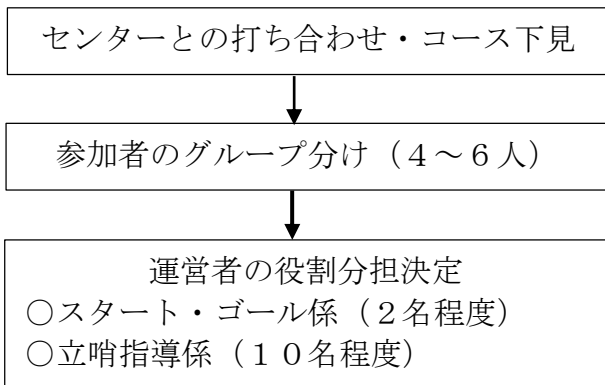 センターとの打ち合わせ・コース下見
参加者のグループ分け（４～６人）
運営者の役割分担決定
○スタート・ゴール係（２名程度）
○立哨指導係（１０名程度）